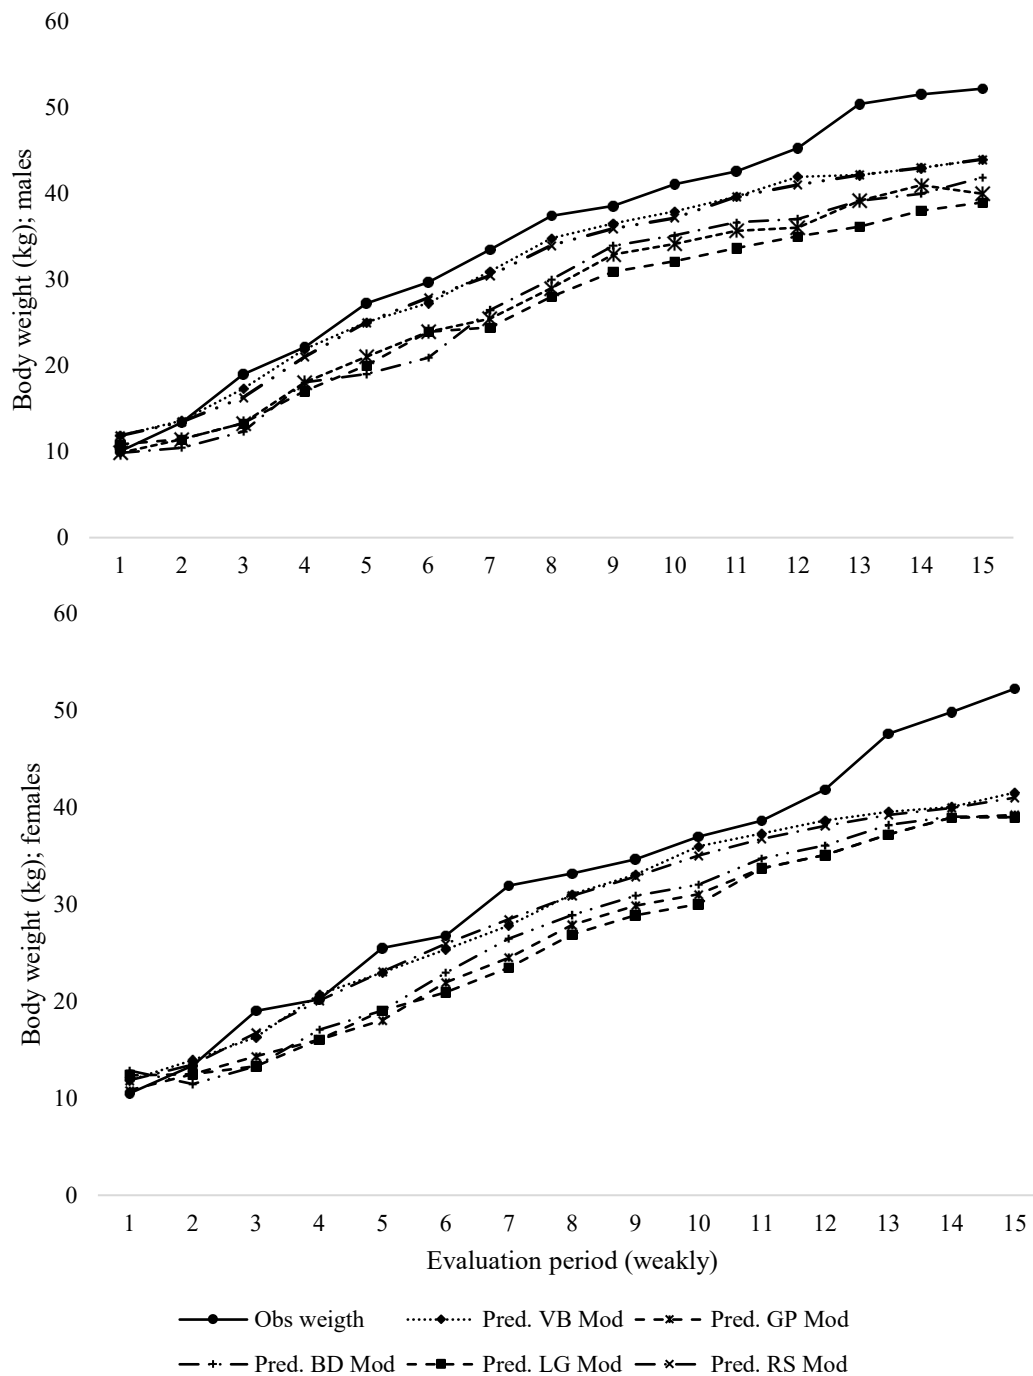 60
50
40
30
20
10
0
Body weight (kg); males
1 2 3 4 5 6 7 8 9 10 11 12 13 14 15
60
50
40
30
20
10
0
Body weight (kg); females
1 2 3 4 5 6 7 8 9 10 11 12 13 14 15
Evaluation period (weakly)
Obs weigth Pred. VB Mod Pred. GP Mod
Pred. BD Mod Pred. LG Mod Pred. RS Mod